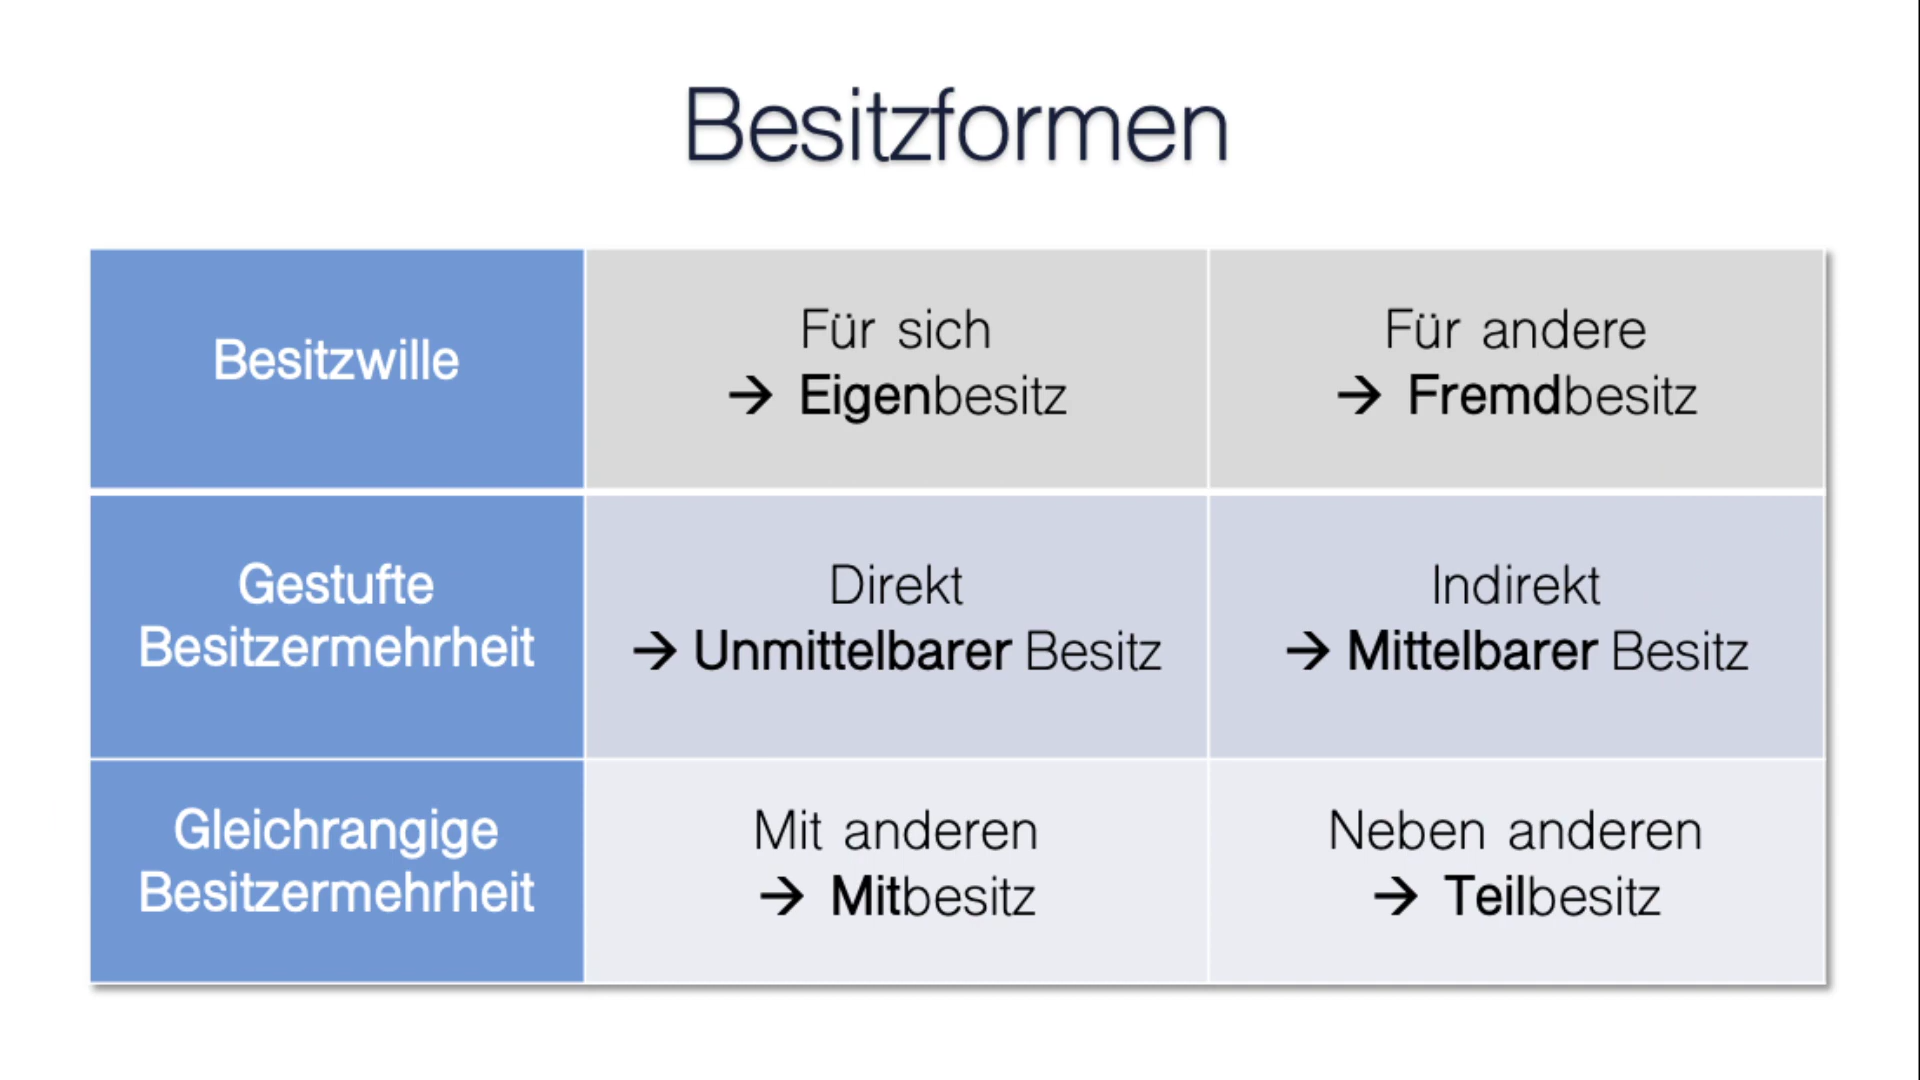 Besitzformen
Besitzwille
Für sich
→ Eigenbesitz
Für andere
→ Fremdbesitz
Gestufte
Besitzermehrheit
Direkt
→ Unmittelbarer Besitz
Indirekt
→ Mittelbarer Besitz
Gleichrangige
Besitzermehrheit
Mit anderen
→ Mitbesitz
Neben anderen
→ Teilbesitz